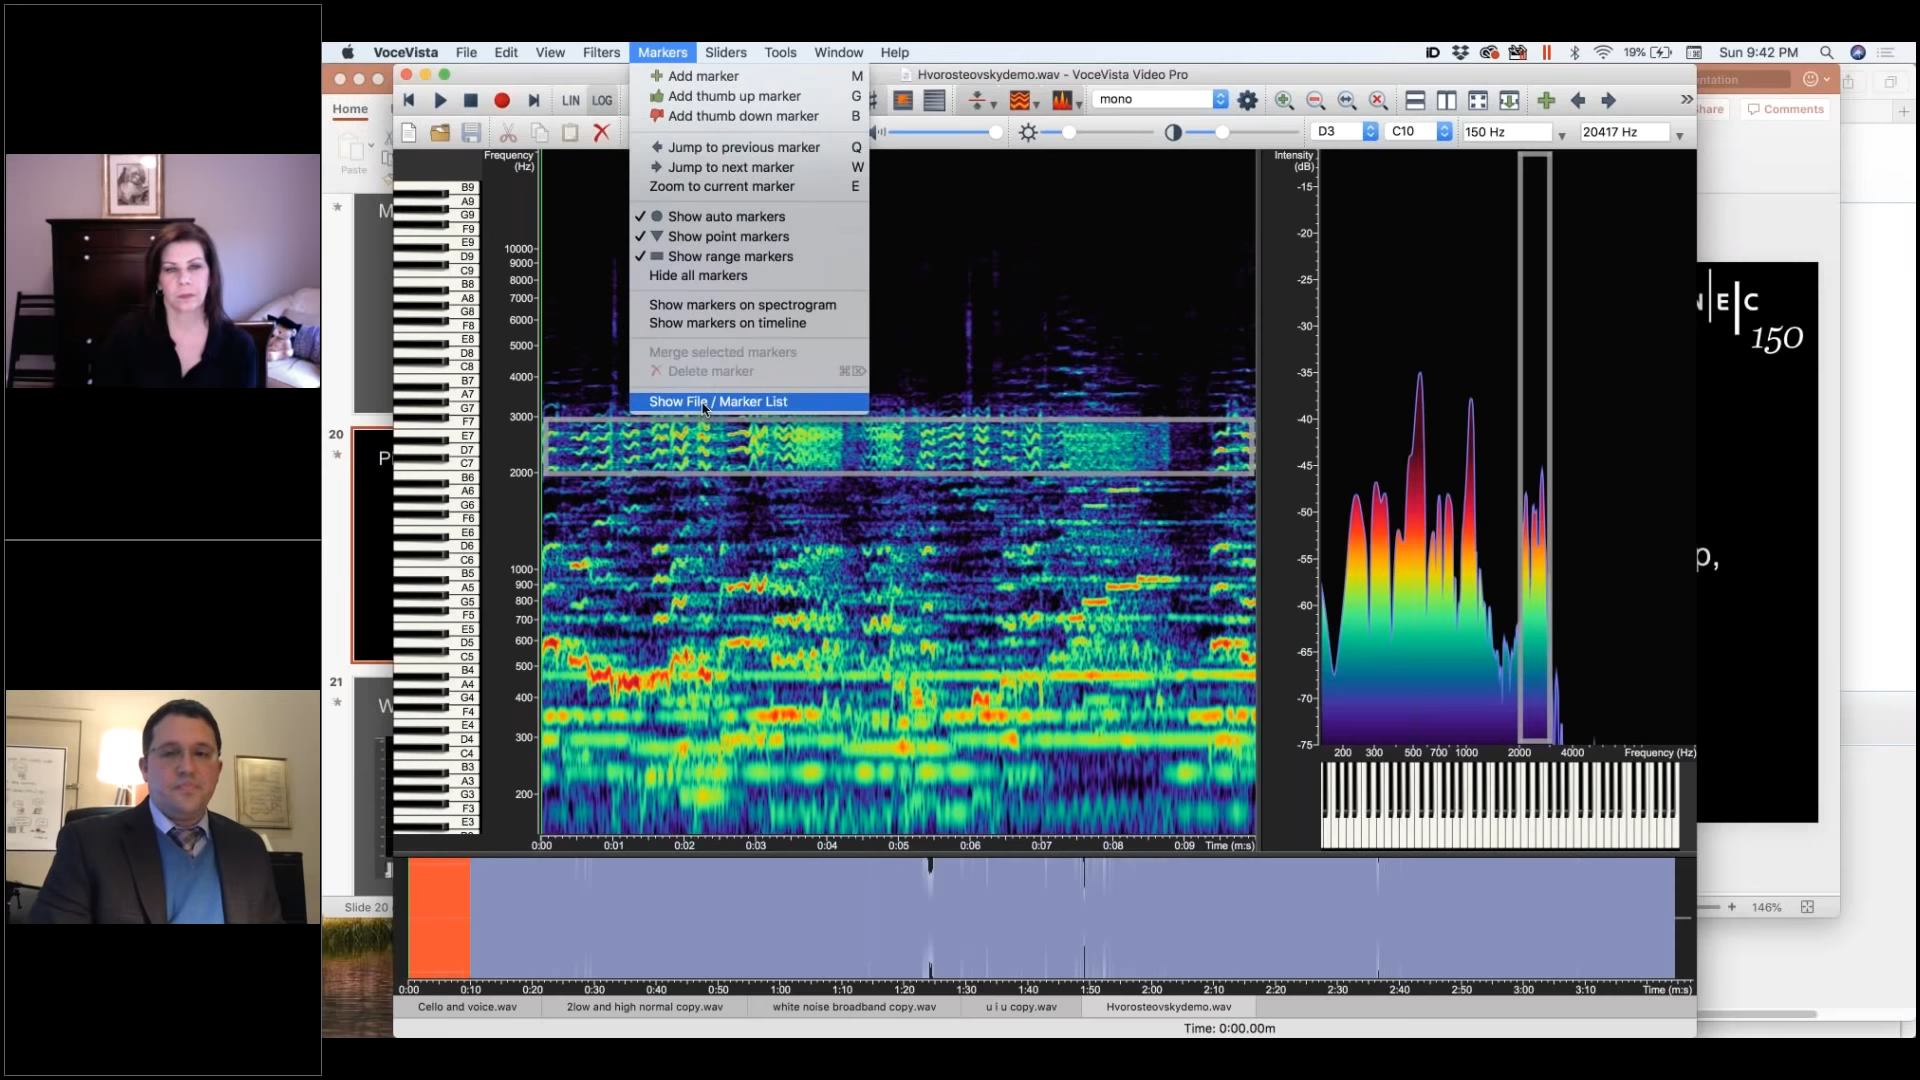 VoceVista File Edit View Filters Markers Sliders Tools Window Help
19% Sun 9:42 PM
Hvorosteovskydemo.wav - VoceVista Video Pro
Home
Paste
LIN LOG
mono
D3 C10 150 Hz 20417 Hz
Comments
Add marker M
Add thumb up marker G
Add thumb down marker B
Jump to previous marker Q
Jump to next marker W
Zoom to current marker E
Show auto markers
Show point markers
Show range markers
Hide all markers
Show markers on spectrogram
Show markers on timeline
Merge selected markers
Delete marker
Show File / Marker List
Frequency (Hz)
B9
A9
G9
F9
E9
D9
C9
B8
A8
G8
F8
E8
D8
C8
B7
A7
G7
F7
E7
D7
C7
B6
A6
G6
F6
E6
D6
C6
B5
A5
G5
F5
E5
D5
C5
B4
A4
G4
F4
E4
D4
C4
B3
A3
G3
F3
E3
10000
9000
8000
7000
6000
5000
4000
3000
2000
1000
900
800
700
600
500
400
300
200
0:00 0:01 0:02 0:03 0:04 0:05 0:06 0:07 0:08 0:09 Time (m:s)
Intensity (dB)
-15
-20
-25
-30
-35
-40
-45
-50
-55
-60
-65
-70
-75
200 300 500 700 1000 2000 4000 Frequency (Hz)
20
21
E C
150
p,
Slide 20
146%
0:00 0:10 0:20 0:30 0:40 0:50 1:00 1:10 1:20 1:30 1:40 1:50 2:00 2:10 2:20 2:30 2:40 2:50 3:00 3:10 Time (m:s)
Cello and voice.wav 2low and high normal copy.wav white noise broadband copy.wav u i u copy.wav Hvorosteovskydemo.wav
Time: 0:00.00m